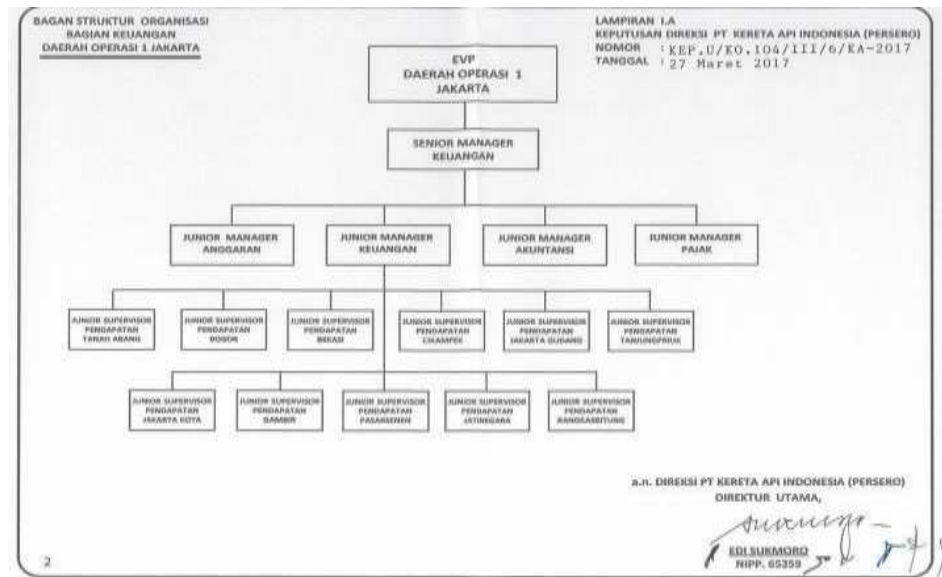 BAGAN STRUKTUR ORGANISASI
BAGIAN KEUANGAN
DAERAH OPERASI 1 JAKARTA
LAMPIRAN I.A
KEPUTUSAN DIREKSI PT KERETA API INDONESIA (PERSERO)
NOMOR : KEP.U/KO.104/III/6/KA-2017
TANGGAL : 27 Maret 2017
EVP
DAERAH OPERASI 1
JAKARTA
SENIOR MANAGER
KEUANGAN
JUNIOR MANAGER
ANGGARAN
JUNIOR MANAGER
KEUANGAN
JUNIOR MANAGER
AKUNTANSI
JUNIOR MANAGER
PAJAK
JUNIOR SUPERVISOR
PENDAPATAN
TANAH ABANG
JUNIOR SUPERVISOR
PENDAPATAN
BOGOR
JUNIOR SUPERVISOR
PENDAPATAN
BEKASI
JUNIOR SUPERVISOR
PENDAPATAN
CIKAMPEK
JUNIOR SUPERVISOR
PENDAPATAN
JAKARTA GUDANG
JUNIOR SUPERVISOR
PENDAPATAN
TANJUNGPRIUK
JUNIOR SUPERVISOR
PENDAPATAN
JAKARTA KOTA
JUNIOR SUPERVISOR
PENDAPATAN
GAMBIR
JUNIOR SUPERVISOR
PENDAPATAN
PASARSENEN
JUNIOR SUPERVISOR
PENDAPATAN
JATINEGARA
JUNIOR SUPERVISOR
PENDAPATAN
RANGKASBITUNG
a.n. DIREKSI PT KERETA API INDONESIA (PERSERO)
DIREKTUR UTAMA,
EDI SUKMORO
NIPP. 65359
2